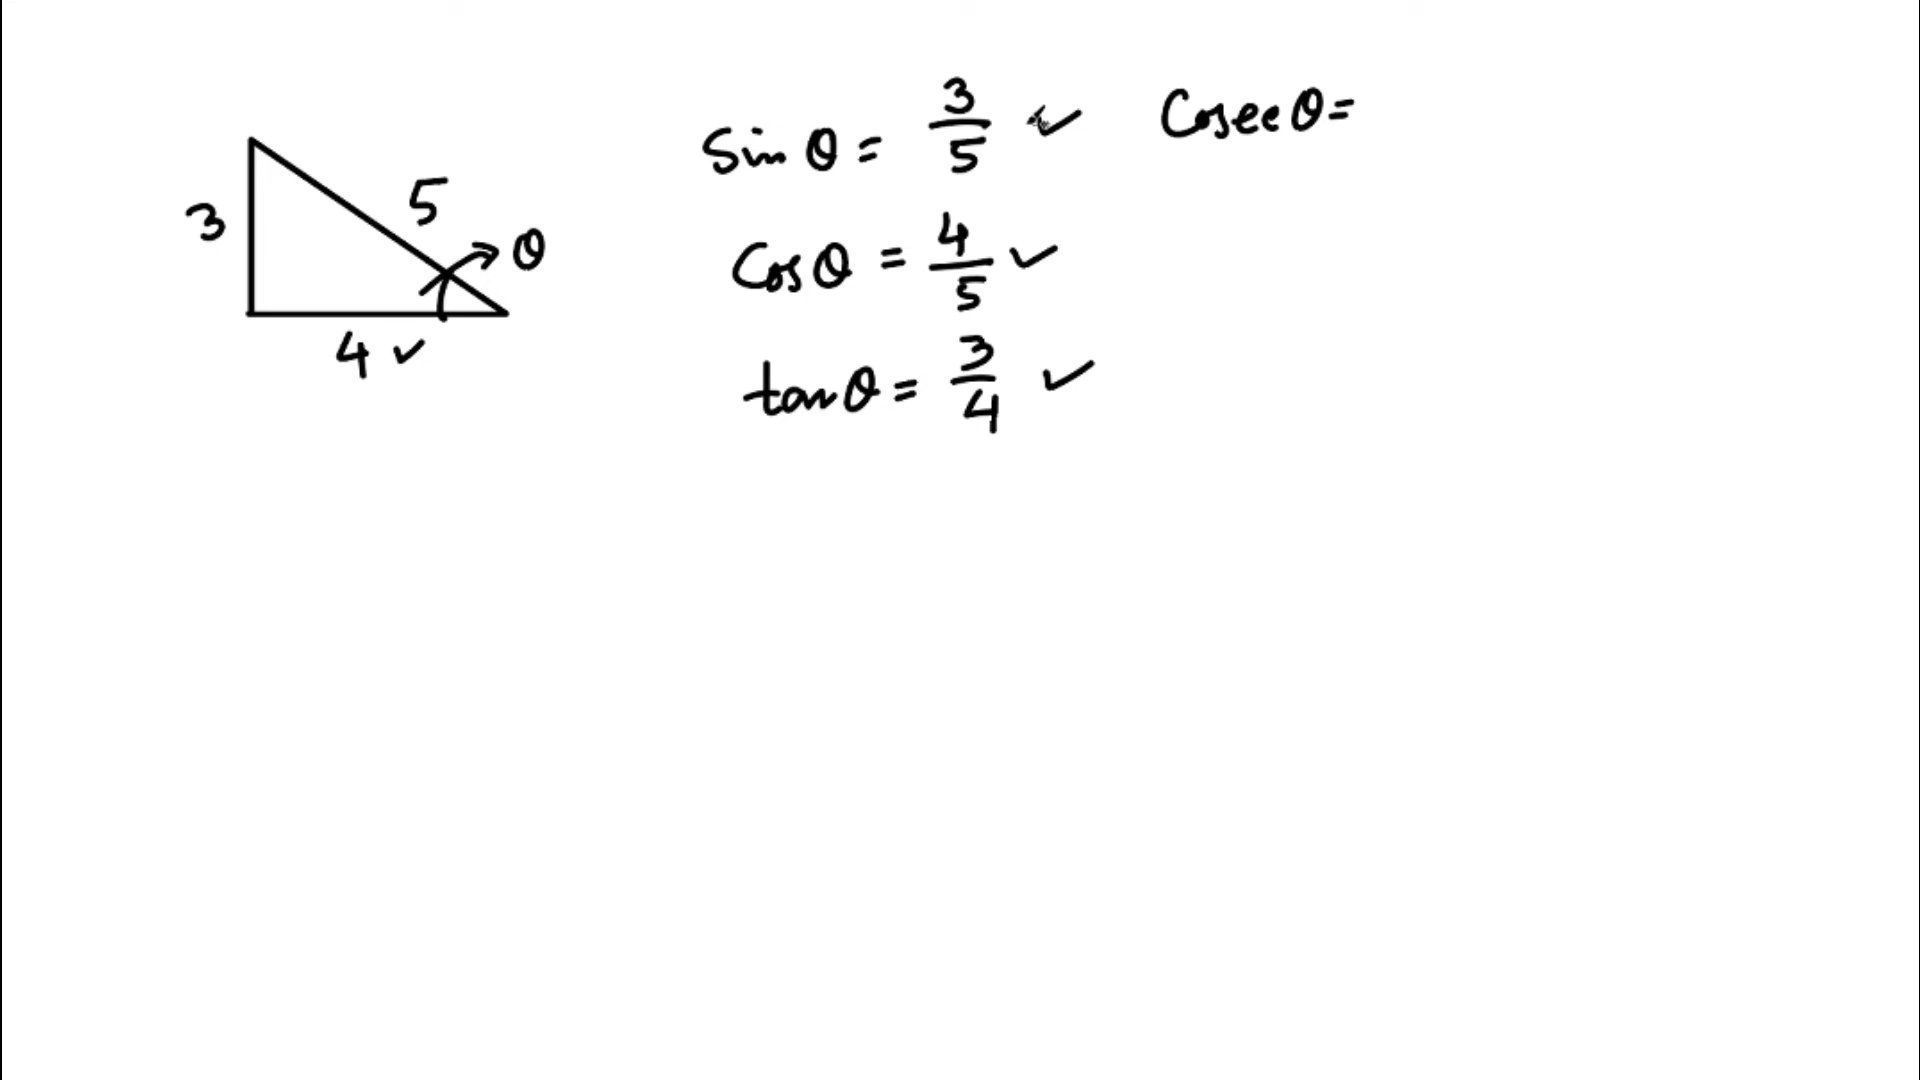 3
5
θ
4 ✓
Sin θ = 3/5 ✓ Cosec θ =
Cos θ = 4/5 ✓
tan θ = 3/4 ✓